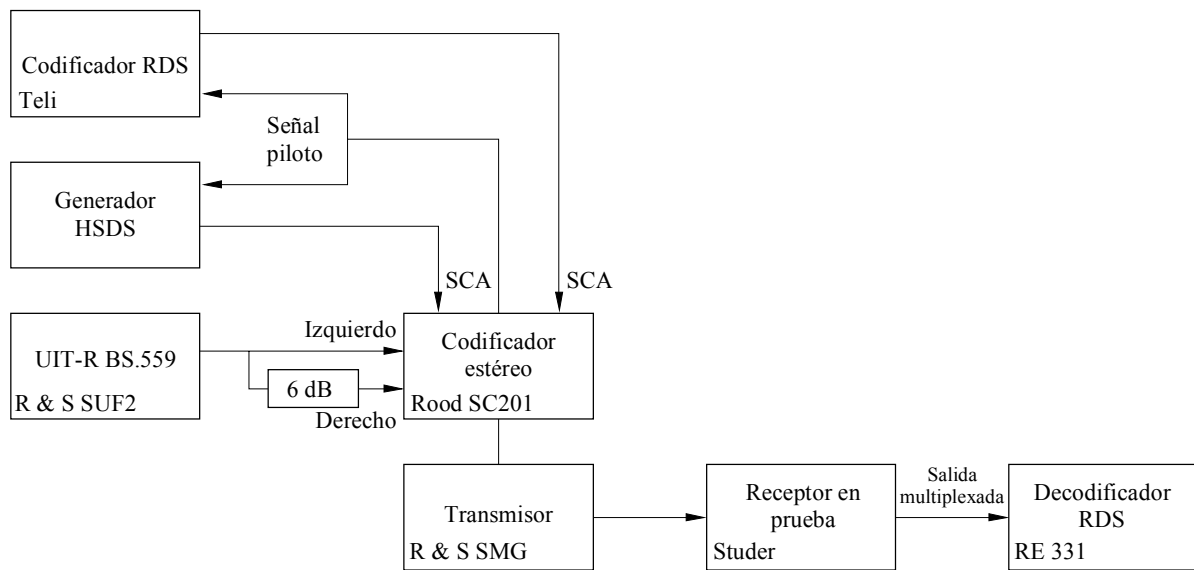 Codificador RDS
Teli
Señal
piloto
Generador
HSDS
SCA
SCA
UIT-R BS.559
R & S SUF2
Izquierdo
6 dB
Derecho
Codificador
estéreo
Rood SC201
Transmisor
R & S SMG
Receptor en
prueba
Studer
Salida
multiplexada
Decodificador
RDS
RE 331